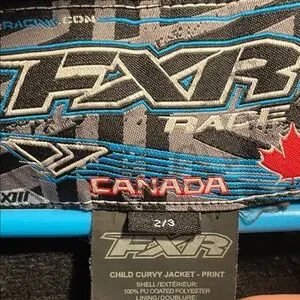 RACING.COM
FXR
RACE
CANADA
XIII
2/3
FXR
CHILD CURVY JACKET - PRINT
SHELL/EXTÉRIEUR:
100% PU COATED POLYESTER
LINING/DOUBLURE